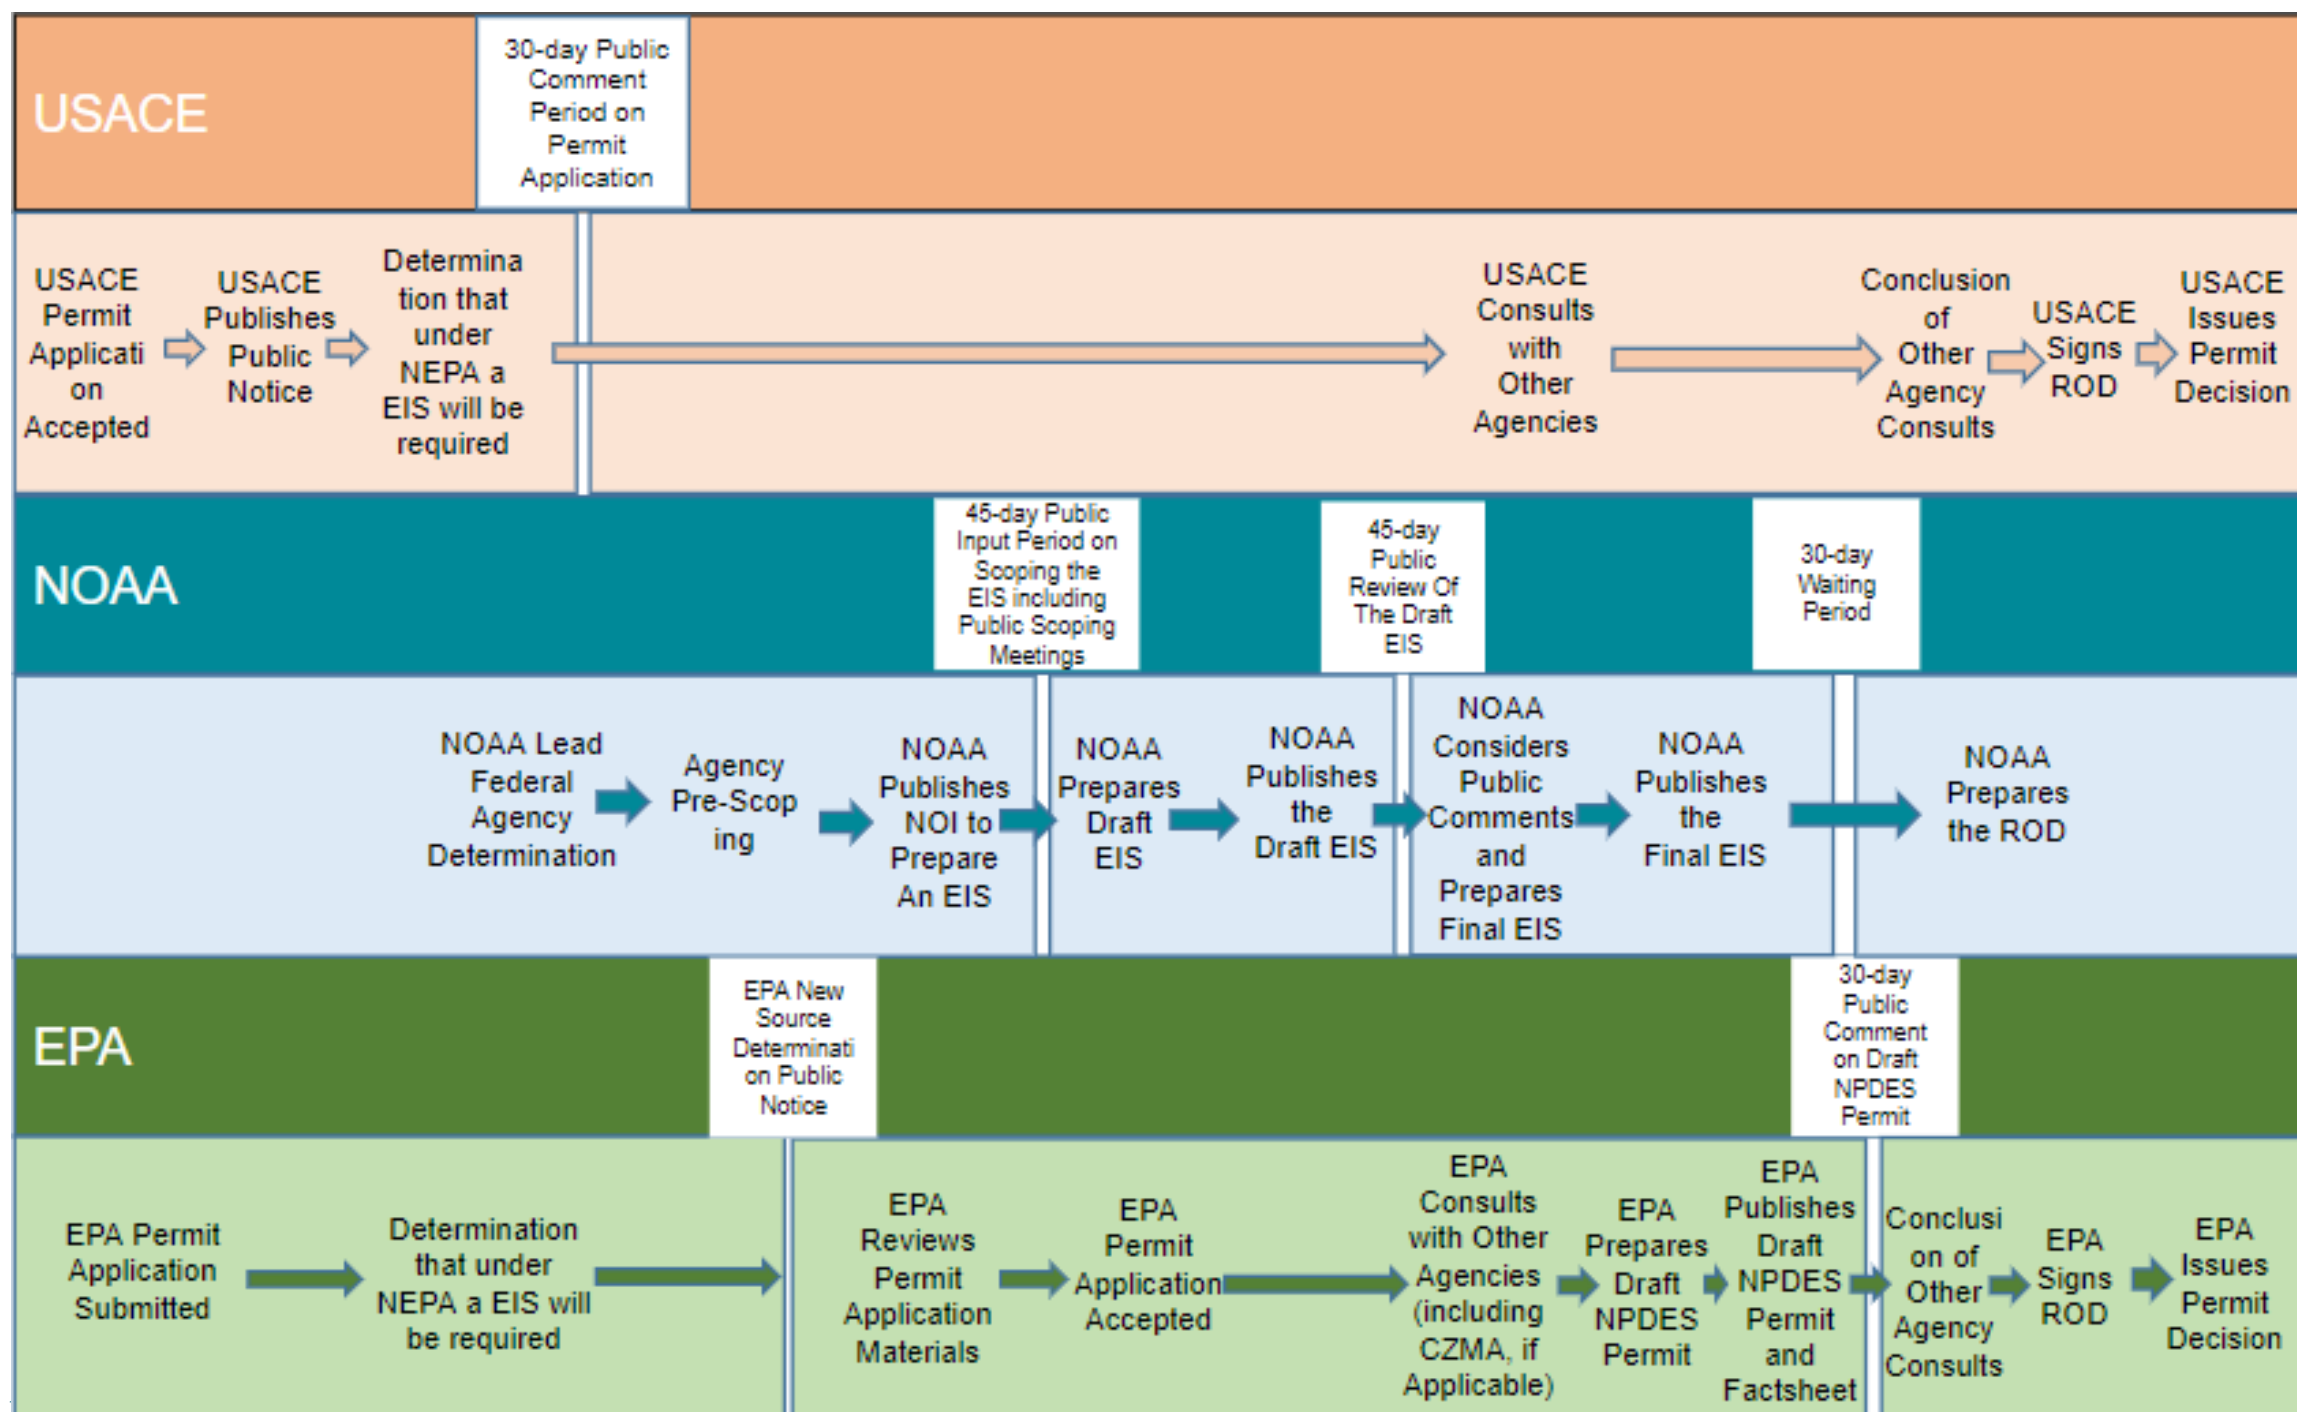 USACE
30-day Public
Comment
Period on
Permit
Application
USACE
Permit
Applicati
on
Accepted
USACE
Publishes
Public
Notice
Determina
tion that
under
NEPA a
EIS will be
required
USACE
Consults
with
Other
Agencies
Conclusion
of
Other
Agency
Consults
USACE
Signs
ROD
USACE
Issues
Permit
Decision
NOAA
45-day Public
Input Period on
Scoping the
EIS including
Public Scoping
Meetings
45-day
Public
Review Of
The Draft
EIS
30-day
Waiting
Period
NOAA Lead
Federal
Agency
Determination
Agency
Pre-Scop
ing
NOAA
Publishes
NOI to
Prepare
An EIS
NOAA
Prepares
Draft
EIS
NOAA
Publishes
the
Draft EIS
NOAA
Considers
Public
Comments
and
Prepares
Final EIS
NOAA
Publishes
the
Final EIS
NOAA
Prepares
the ROD
EPA
EPA New
Source
Determinati
on Public
Notice
30-day
Public
Comment
on Draft
NPDES
Permit
EPA Permit
Application
Submitted
Determination
that under
NEPA a EIS will
be required
EPA
Reviews
Permit
Application
Materials
EPA
Permit
Application
Accepted
EPA
Consults
with Other
Agencies
(including
CZMA, if
Applicable)
EPA
Prepares
Draft
NPDES
Permit
EPA
Publishes
Draft
NPDES
Permit
and
Factsheet
Conclusi
on of
Other
Agency
Consults
EPA
Signs
ROD
EPA
Issues
Permit
Decision